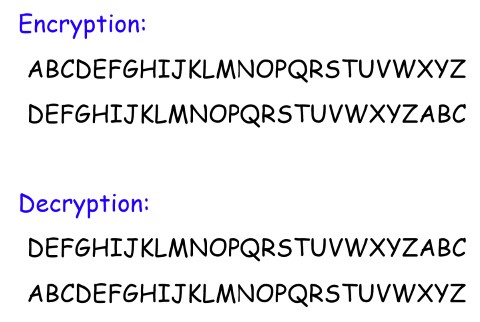 Encryption:
ABCDEFGHIJKLMNOPQRSTUVWXYZ
DEFGHIJKLMNOPQRSTUVWXYZABC
Decryption:
DEFGHIJKLMNOPQRSTUVWXYZABC
ABCDEFGHIJKLMNOPQRSTUVWXYZ